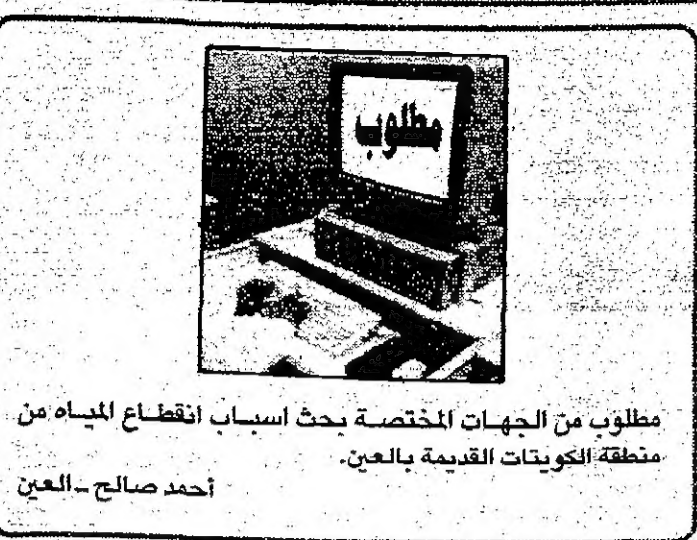 مطلوب
مطلوب من الجهات المختصة بحث اسباب انقطاع المياه من
منطقة الكويتات القديمة بالعين.
أحمد صالح - العين